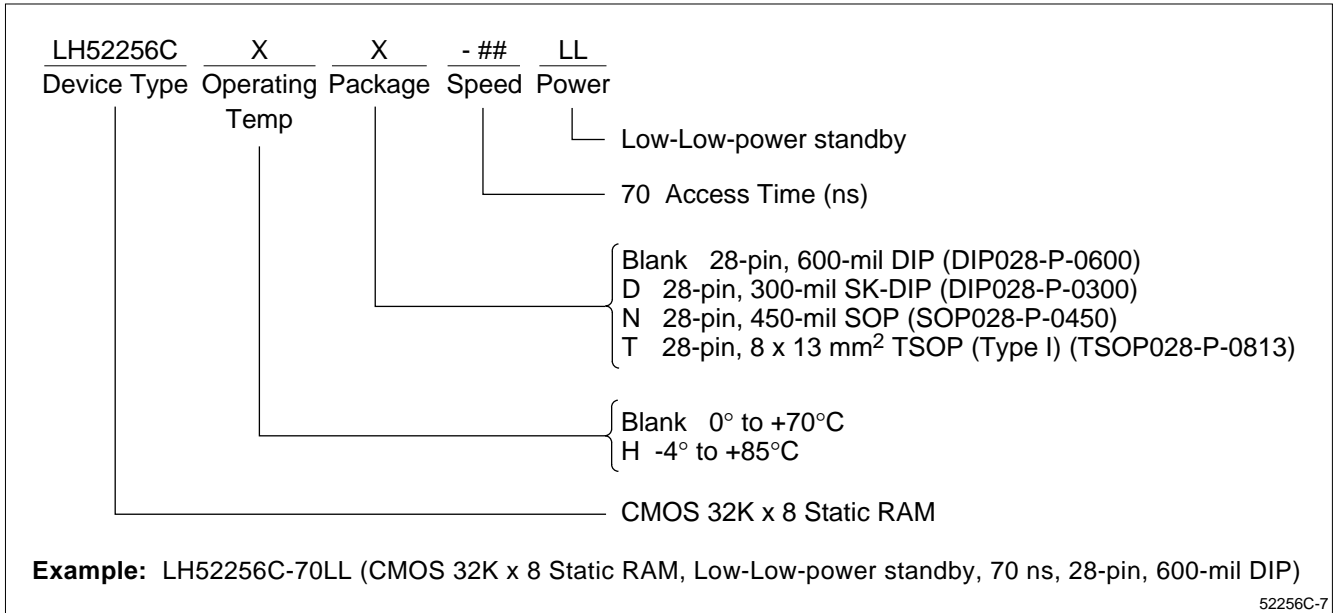 LH52256C X X - ## LL
Device Type Operating Temp Package Speed Power
Low-Low-power standby
70 Access Time (ns)
Blank 28-pin, 600-mil DIP (DIP028-P-0600)
D 28-pin, 300-mil SK-DIP (DIP028-P-0300)
N 28-pin, 450-mil SOP (SOP028-P-0450)
T 28-pin, 8 x 13 mm² TSOP (Type I) (TSOP028-P-0813)
Blank 0° to +70°C
H -4° to +85°C
CMOS 32K x 8 Static RAM
Example: LH52256C-70LL (CMOS 32K x 8 Static RAM, Low-Low-power standby, 70 ns, 28-pin, 600-mil DIP)
52256C-7